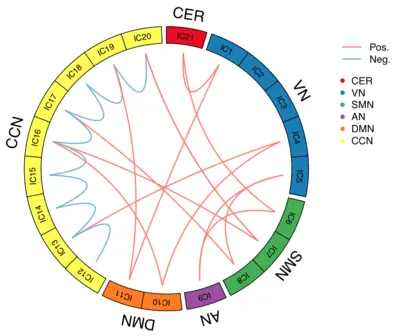 CER
VN
SMN
AN
DMN
CCN
IC21
IC1
IC2
IC3
IC4
IC5
IC6
IC7
IC8
IC9
IC10
IC11
IC12
IC13
IC14
IC15
IC16
IC17
IC18
IC19
IC20
Pos.
Neg.
CER
VN
SMN
AN
DMN
CCN